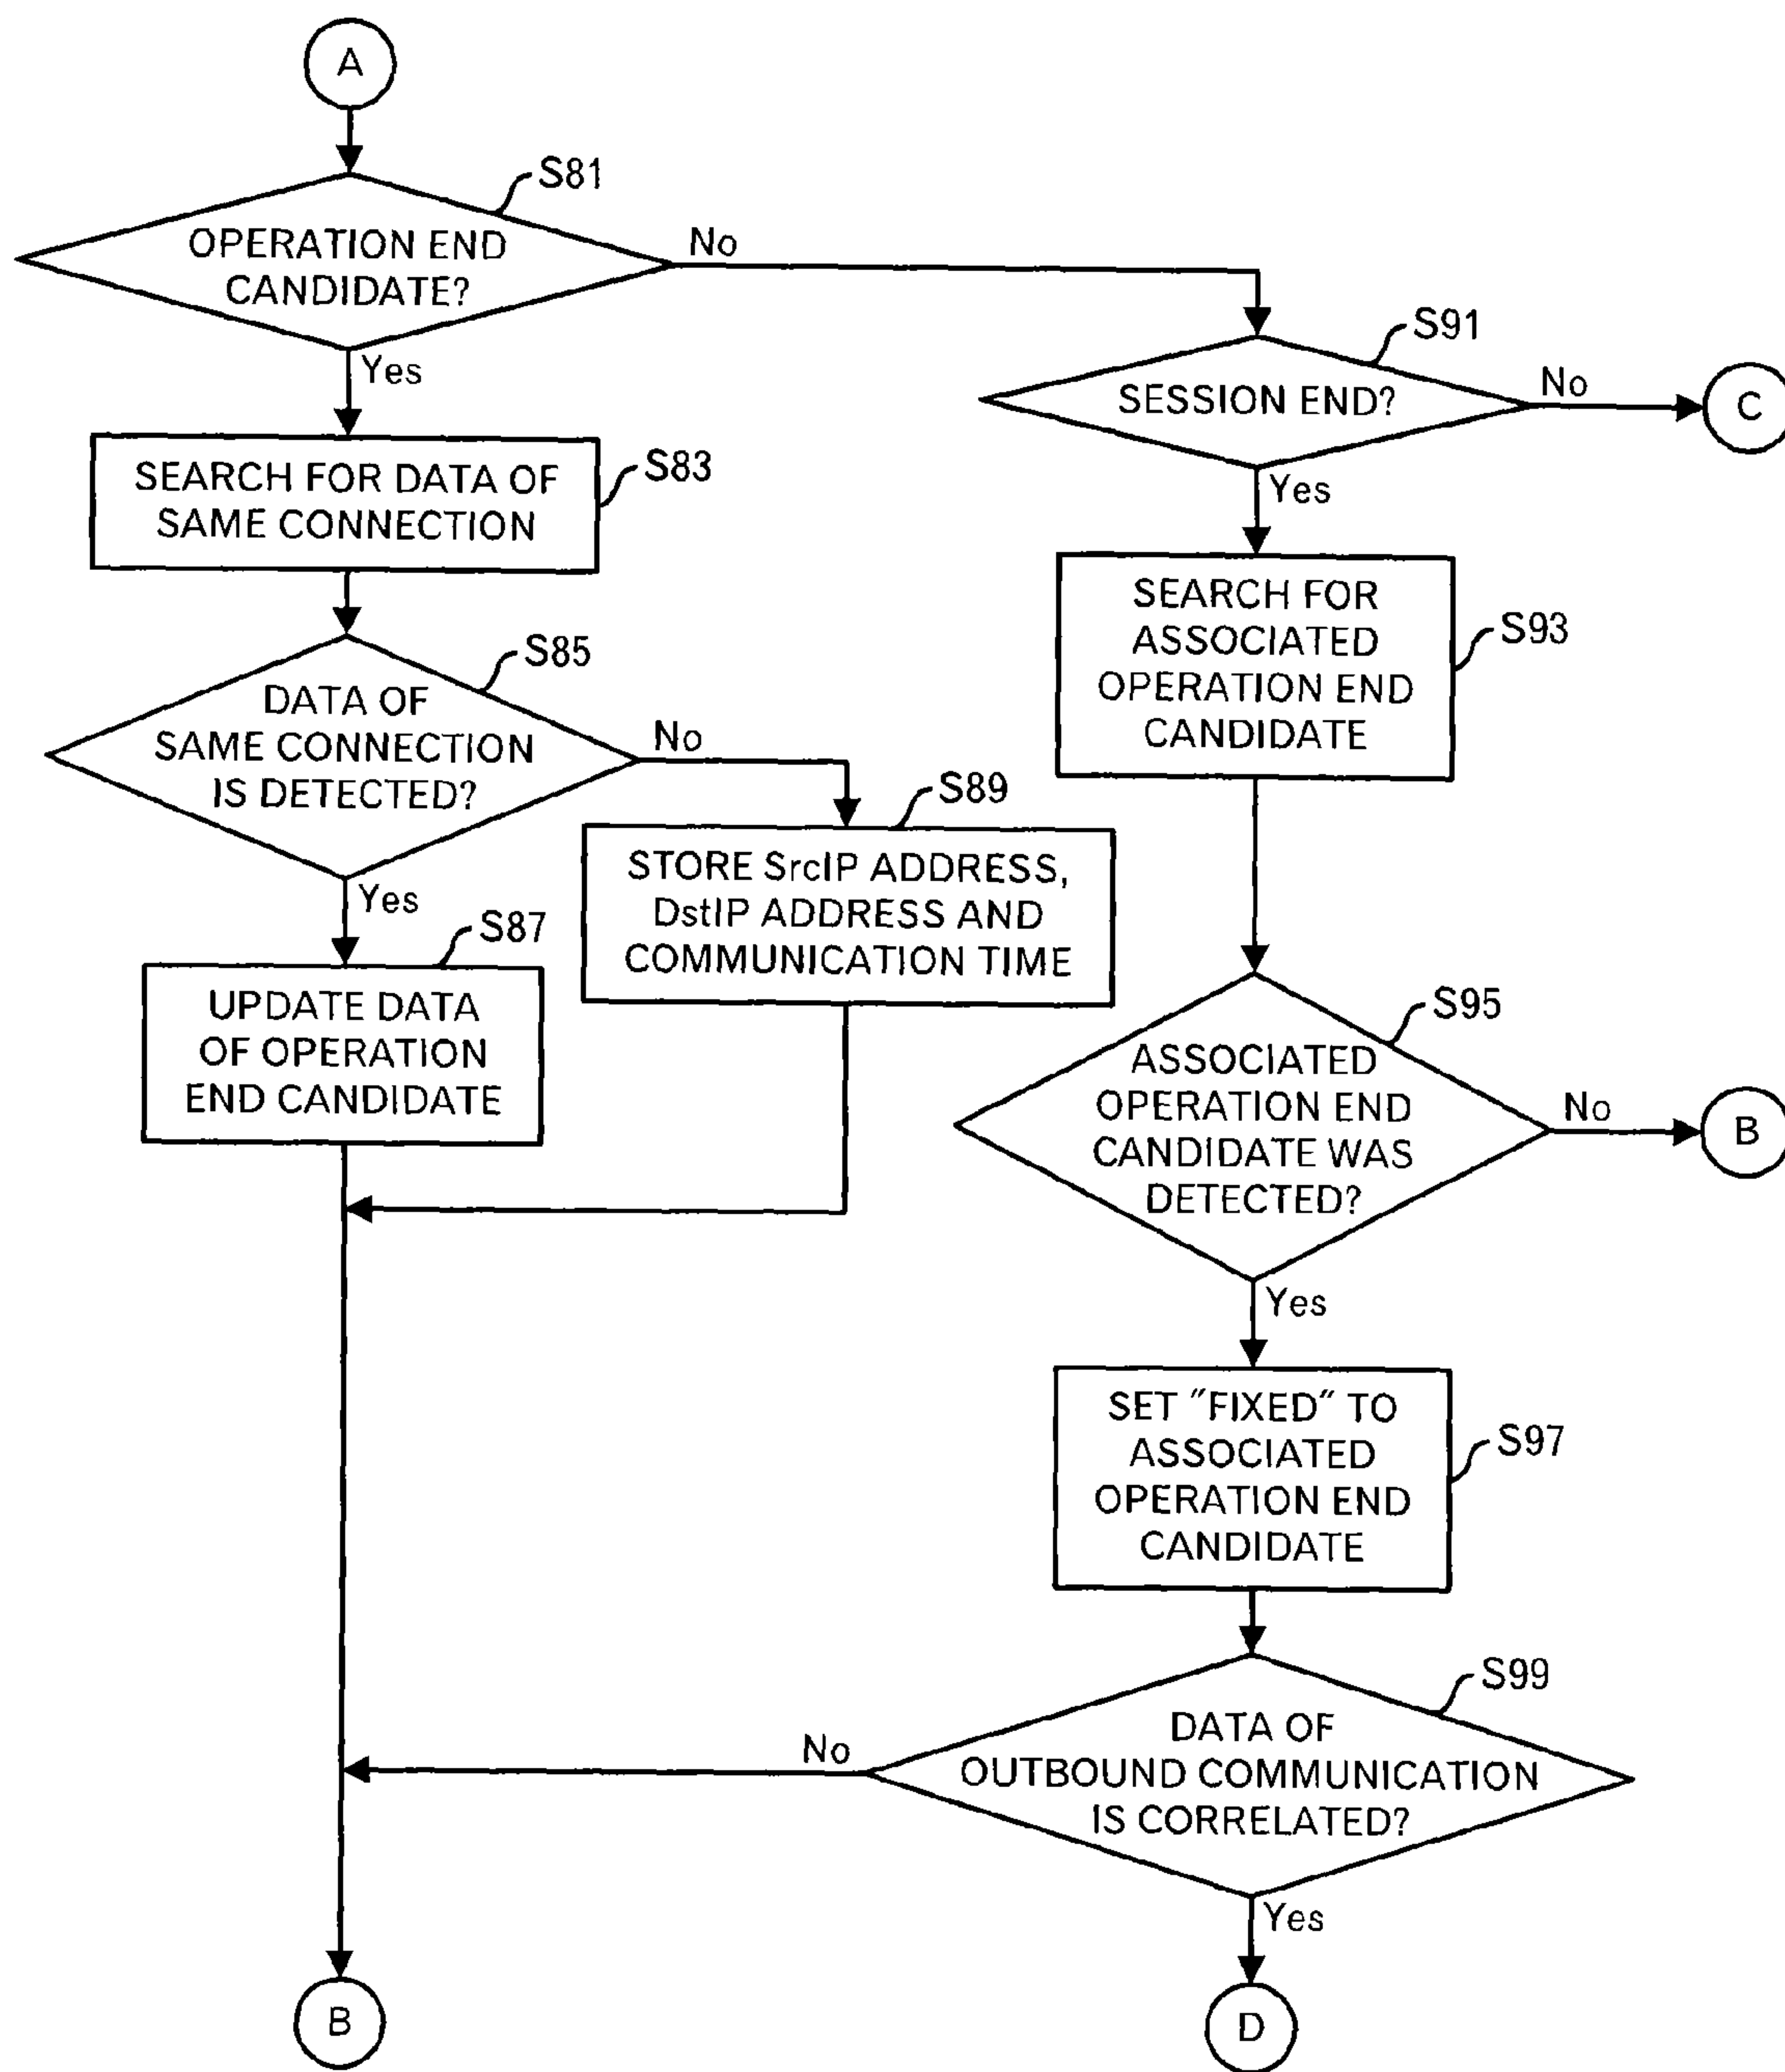 A
S81
OPERATION END
CANDIDATE?
No
Yes
S83
SEARCH FOR DATA OF
SAME CONNECTION
S85
DATA OF
SAME CONNECTION
IS DETECTED?
No
Yes
S89
STORE SrcIP ADDRESS,
DstIP ADDRESS AND
COMMUNICATION TIME
S87
UPDATE DATA
OF OPERATION
END CANDIDATE
S91
SESSION END?
No
C
Yes
SEARCH FOR
ASSOCIATED
OPERATION END
CANDIDATE
S93
S95
ASSOCIATED
OPERATION END
CANDIDATE WAS
DETECTED?
No
B
Yes
SET "FIXED" TO
ASSOCIATED
OPERATION END
CANDIDATE
S97
S99
DATA OF
OUTBOUND COMMUNICATION
IS CORRELATED?
No
Yes
B
D